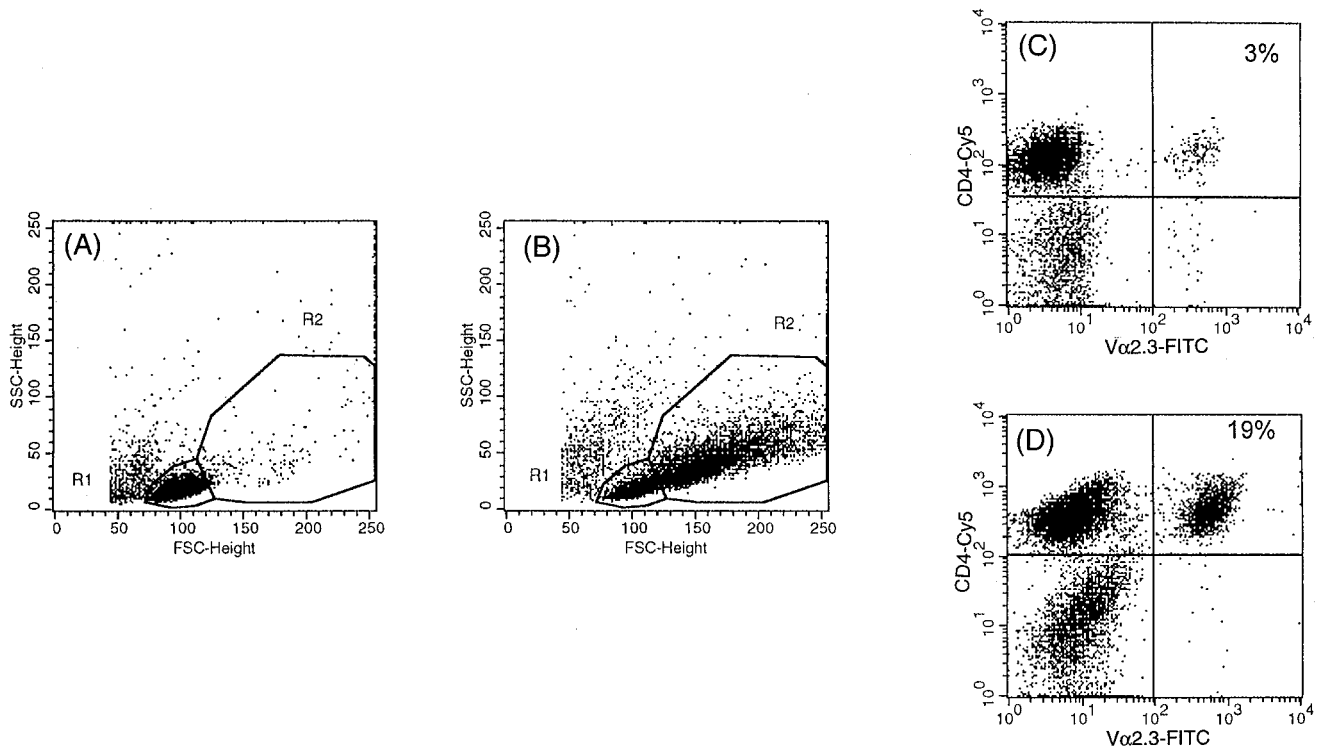 (A)
R2
R1
250
200
150
100
50
0
SSC-Height
0 50 100 150 200 250
FSC-Height
(B)
R2
R1
250
200
150
100
50
0
SSC-Height
0 50 100 150 200 250
FSC-Height
(C)
3%
10^4
10^3
10^2
10^1
10^0
CD4-Cy5
10^0 10^1 10^2 10^3 10^4
Vα2.3-FITC
(D)
19%
10^4
10^3
10^2
10^1
10^0
CD4-Cy5
10^0 10^1 10^2 10^3 10^4
Vα2.3-FITC